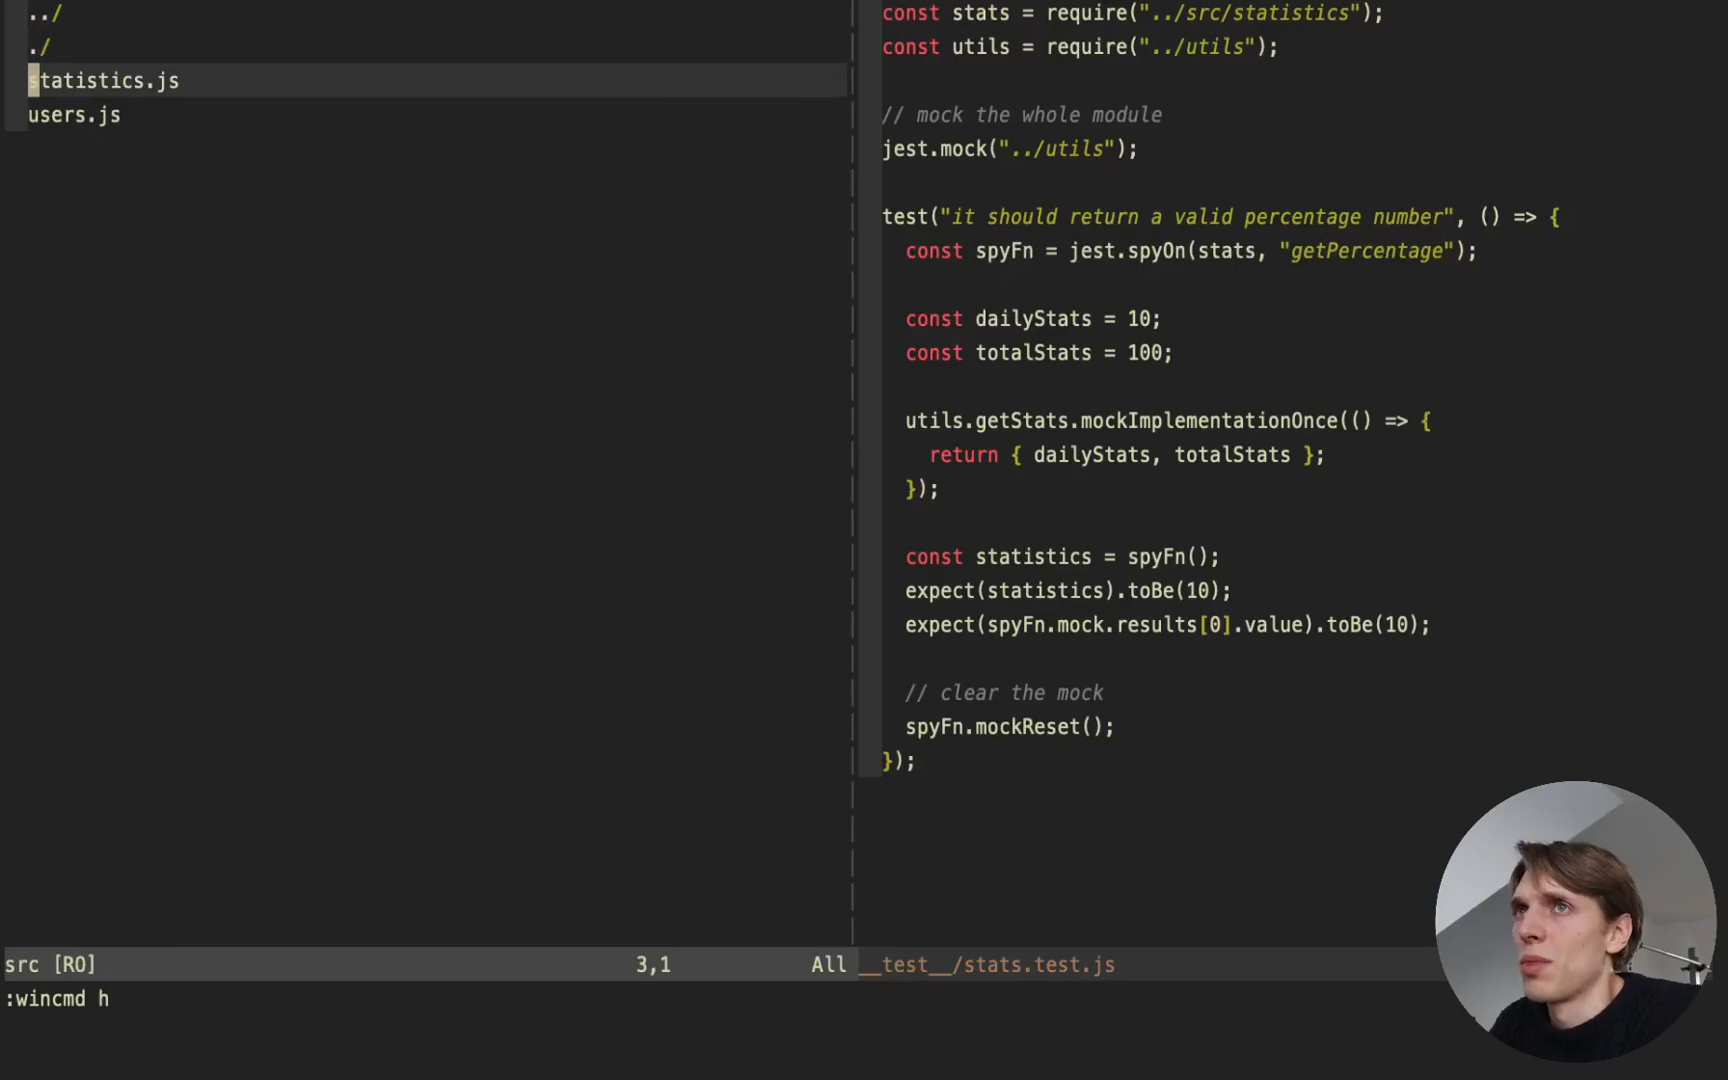 ../
./
statistics.js
users.js
src [RO] 3,1 All
:wincmd h
const stats = require("../src/statistics");
const utils = require("../utils");
// mock the whole module
jest.mock("../utils");
test("it should return a valid percentage number", () => {
const spyFn = jest.spyOn(stats, "getPercentage");
const dailyStats = 10;
const totalStats = 100;
utils.getStats.mockImplementationOnce(() => {
return { dailyStats, totalStats };
});
const statistics = spyFn();
expect(statistics).toBe(10);
expect(spyFn.mock.results[0].value).toBe(10);
// clear the mock
spyFn.mockReset();
});
__test__/stats.test.js